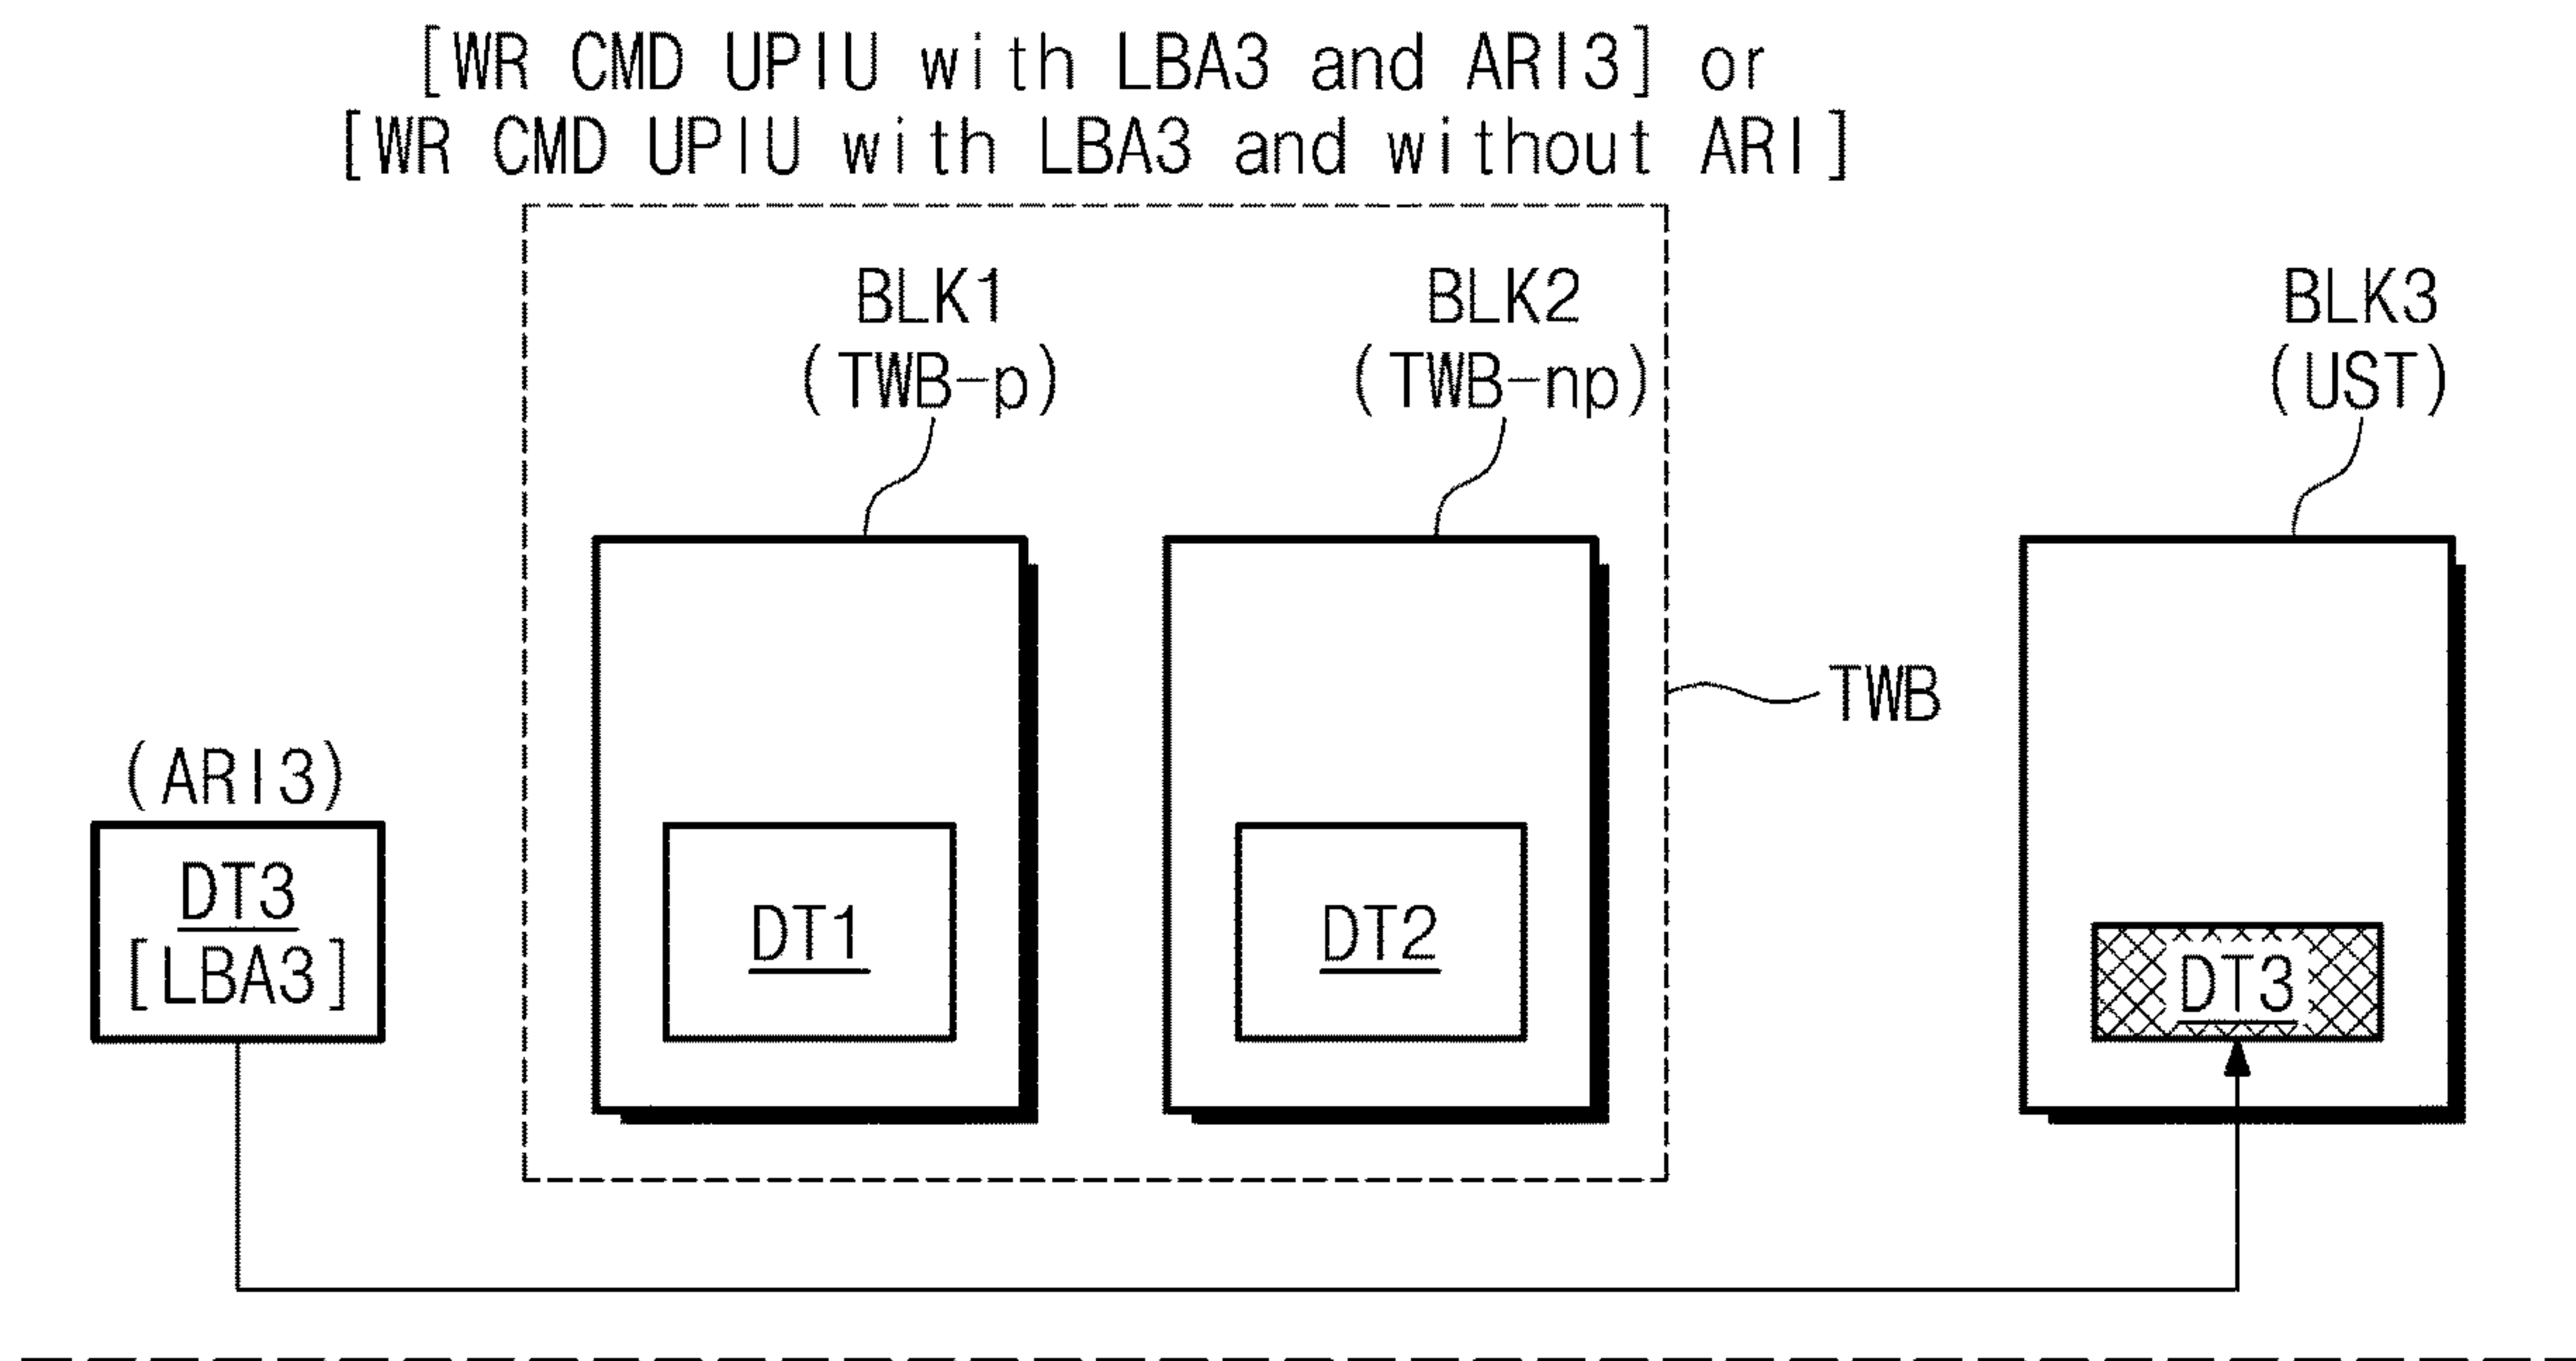 [WR CMD UPIU with LBA3 and ARI3] or
[WR CMD UPIU with LBA3 and without ARI]
BLK1
(TWB-p)
BLK2
(TWB-np)
BLK3
(UST)
TWB
(ARI3)
DT3
[LBA3]
DT1
DT2
DT3